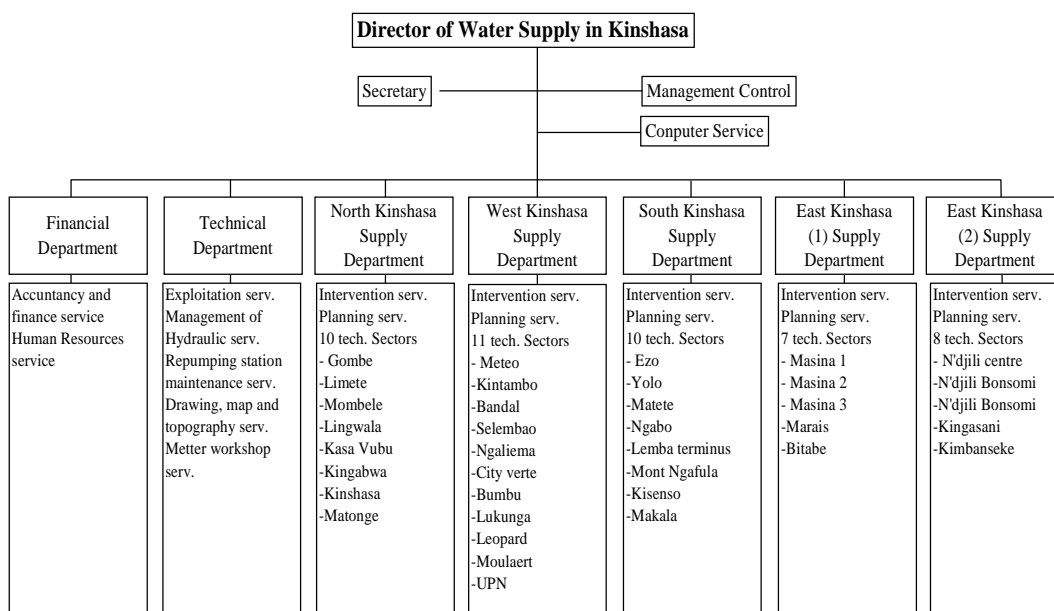 Director of Water Supply in Kinshasa
Secretary
Management Control
Conputer Service
Financial
Department
Technical
Department
North Kinshasa
Supply
Department
West Kinshasa
Supply
Department
South Kinshasa
Supply
Department
East Kinshasa
(1) Supply
Department
East Kinshasa
(2) Supply
Department
Accuntancy and
finance service
Human Resources
service
Exploitation serv.
Management of
Hydraulic serv.
Repumping station
maintenance serv.
Drawing, map and
topography serv.
Metter workshop
serv.
Intervention serv.
Planning serv.
10 tech. Sectors
- Gombe
-Limete
-Mombele
-Lingwala
-Kasa Vubu
-Kingabwa
-Kinshasa
-Matonge
Intervention serv.
Planning serv.
11 tech. Sectors
- Meteo
-Kintambo
-Bandal
-Selembao
-Ngaliema
-City verte
-Bumbu
-Lukunga
-Leopard
-Moulaert
-UPN
Intervention serv.
Planning serv.
10 tech. Sectors
- Ezo
-Yolo
-Matete
-Ngabo
-Lemba terminus
-Mont Ngafula
-Kisenso
-Makala
Intervention serv.
Planning serv.
7 tech. Sectors
- Masina 1
- Masina 2
- Masina 3
-Marais
-Bitabe
Intervention serv.
Planning serv.
8 tech. Sectors
- N'djili centre
-N'djili Bonsomi
-N'djili Bonsomi
-Kingasani
-Kimbanseke